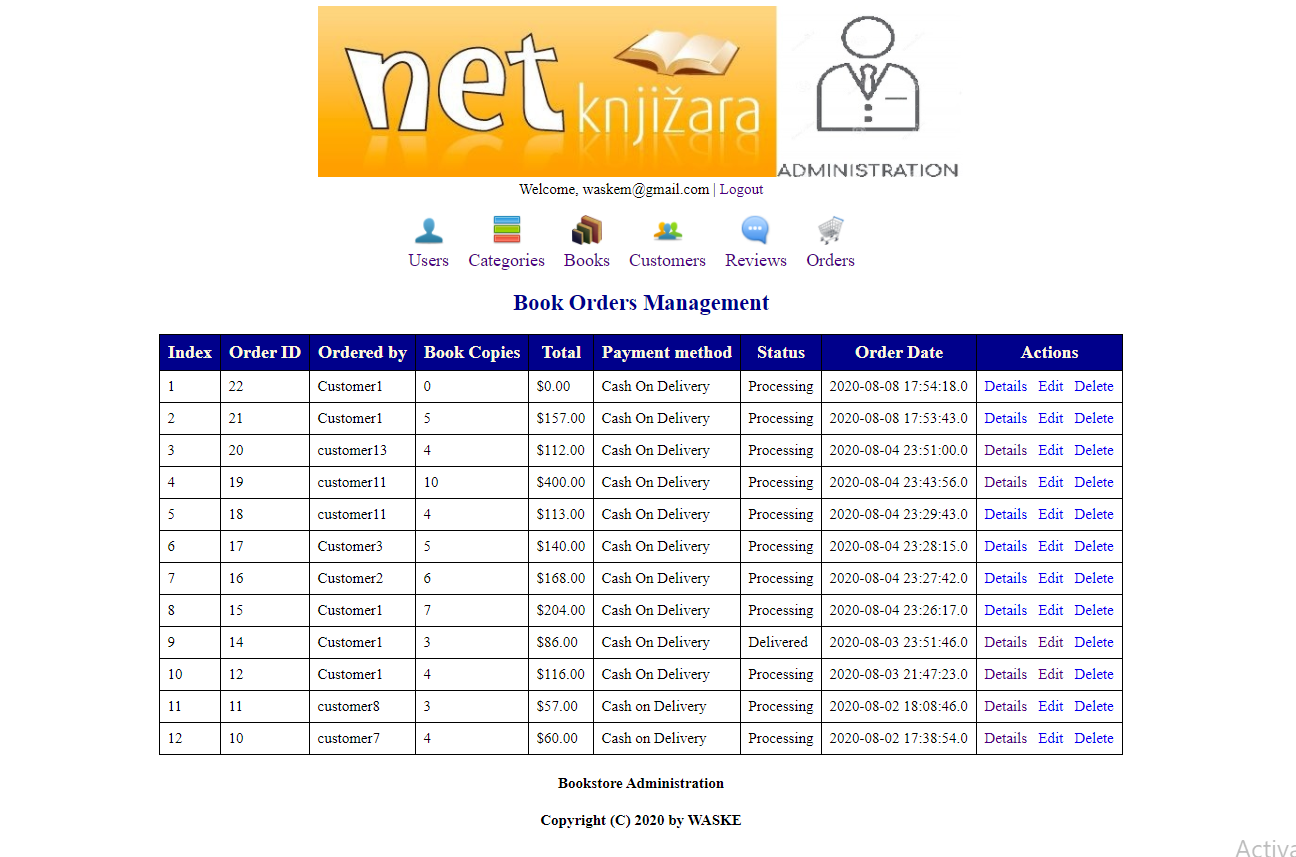 net knjižara
ADMINISTRATION
Welcome, waskem@gmail.com | Logout
Users Categories Books Customers Reviews Orders
Book Orders Management
Index Order ID Ordered by Book Copies Total Payment method Status Order Date Actions
1 22 Customer1 0 $0.00 Cash On Delivery Processing 2020-08-08 17:54:18.0 Details Edit Delete
2 21 Customer1 5 $157.00 Cash On Delivery Processing 2020-08-08 17:53:43.0 Details Edit Delete
3 20 customer13 4 $112.00 Cash On Delivery Processing 2020-08-04 23:51:00.0 Details Edit Delete
4 19 customer11 10 $400.00 Cash On Delivery Processing 2020-08-04 23:43:56.0 Details Edit Delete
5 18 customer11 4 $113.00 Cash On Delivery Processing 2020-08-04 23:29:43.0 Details Edit Delete
6 17 Customer3 5 $140.00 Cash On Delivery Processing 2020-08-04 23:28:15.0 Details Edit Delete
7 16 Customer2 6 $168.00 Cash On Delivery Processing 2020-08-04 23:27:42.0 Details Edit Delete
8 15 Customer1 7 $204.00 Cash On Delivery Processing 2020-08-04 23:26:17.0 Details Edit Delete
9 14 Customer1 3 $86.00 Cash On Delivery Delivered 2020-08-03 23:51:46.0 Details Edit Delete
10 12 Customer1 4 $116.00 Cash On Delivery Processing 2020-08-03 21:47:23.0 Details Edit Delete
11 11 customer8 3 $57.00 Cash on Delivery Processing 2020-08-02 18:08:46.0 Details Edit Delete
12 10 customer7 4 $60.00 Cash on Delivery Processing 2020-08-02 17:38:54.0 Details Edit Delete
Bookstore Administration
Copyright (C) 2020 by WASKE
Activa